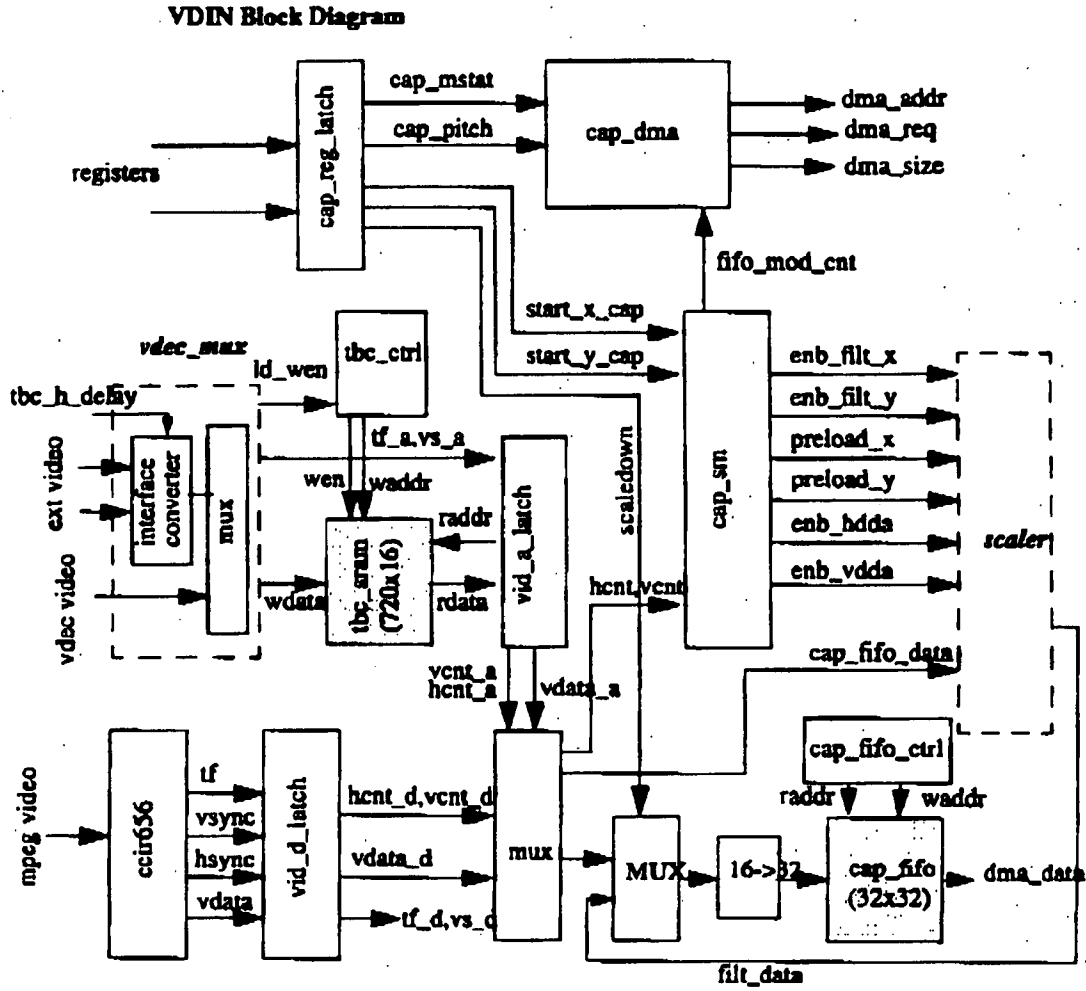 VDIN Block Diagram
cap_mstat
cap_pitch
cap_reg_latch
registers
cap_dma
dma_addr
dma_req
dma_size
fifo_mod_cnt
start_x_cap
start_y_cap
scaledown
cap_sm
enb_filt_x
enb_filt_y
preload_x
preload_y
enb_hdda
enb_vdda
scaler
vdec_mux
tbc_h_delay
ext video
vdec video
interface
converter
mux
ld_wen
tbc_ctrl
tf_a,vs_a
wen
waddr
raddr
wdata
tbc_sram
(720x16)
rdata
vid_a_latch
hcnt,vcnt
vcnt_a
hcnt_a
vdata_a
cap_fifo_data
mpeg video
ccir656
tf
vsync
hsync
vdata
vid_d_latch
hcnt_d,vcnt_d
vdata_d
tf_d,vs_d
mux
MUX
16->32
cap_fifo_ctrl
raddr
waddr
cap_fifo
(32x32)
dma_data
filt_data